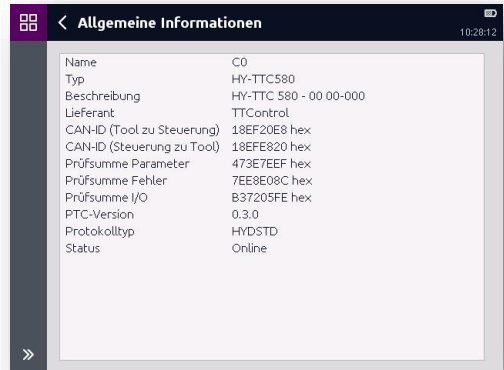 Allgemeine Informationen
10:28:12
Name C0
Typ HY-TTC580
Beschreibung HY-TTC 580 - 00 00-000
Lieferant TTControl
CAN-ID (Tool zu Steuerung) 18EF20E8 hex
CAN-ID (Steuerung zu Tool) 18EFE820 hex
Prüfsumme Parameter 473E7EEF hex
Prüfsumme Fehler 7EE8E08C hex
Prüfsumme I/O B37205FE hex
PTC-Version 0.3.0
Protokolltyp HYDSTD
Status Online